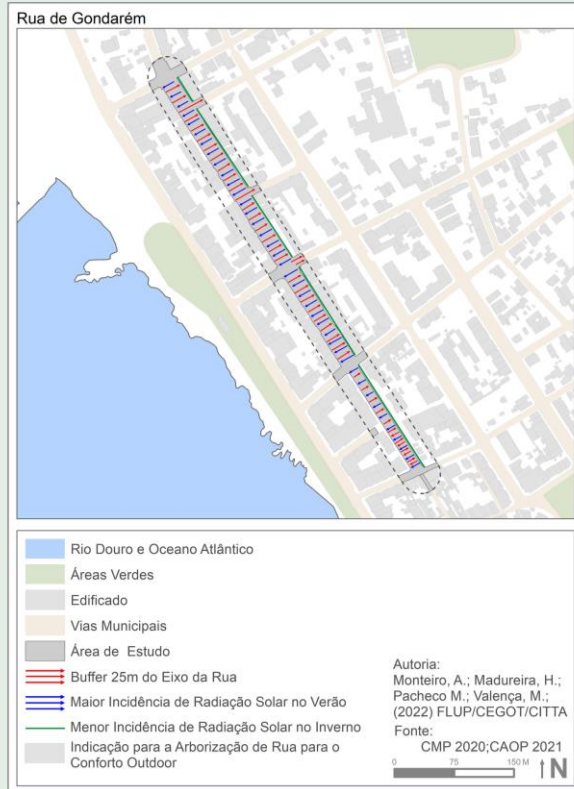 Rua de Gondarém
Rio Douro e Oceano Atlântico
Áreas Verdes
Edificado
Vias Municipais
Área de Estudo
Buffer 25m do Eixo da Rua
Maior Incidência de Radiação Solar no Verão
Menor Incidência de Radiação Solar no Inverno
Indicação para a Arborização de Rua para o
Conforto Outdoor
Autoria:
Monteiro, A.; Madureira, H.;
Pacheco M.; Valença, M.;
(2022) FLUP/CEGOT/CITTA
Fonte:
CMP 2020;CAOP 2021
0 75 150 M
N